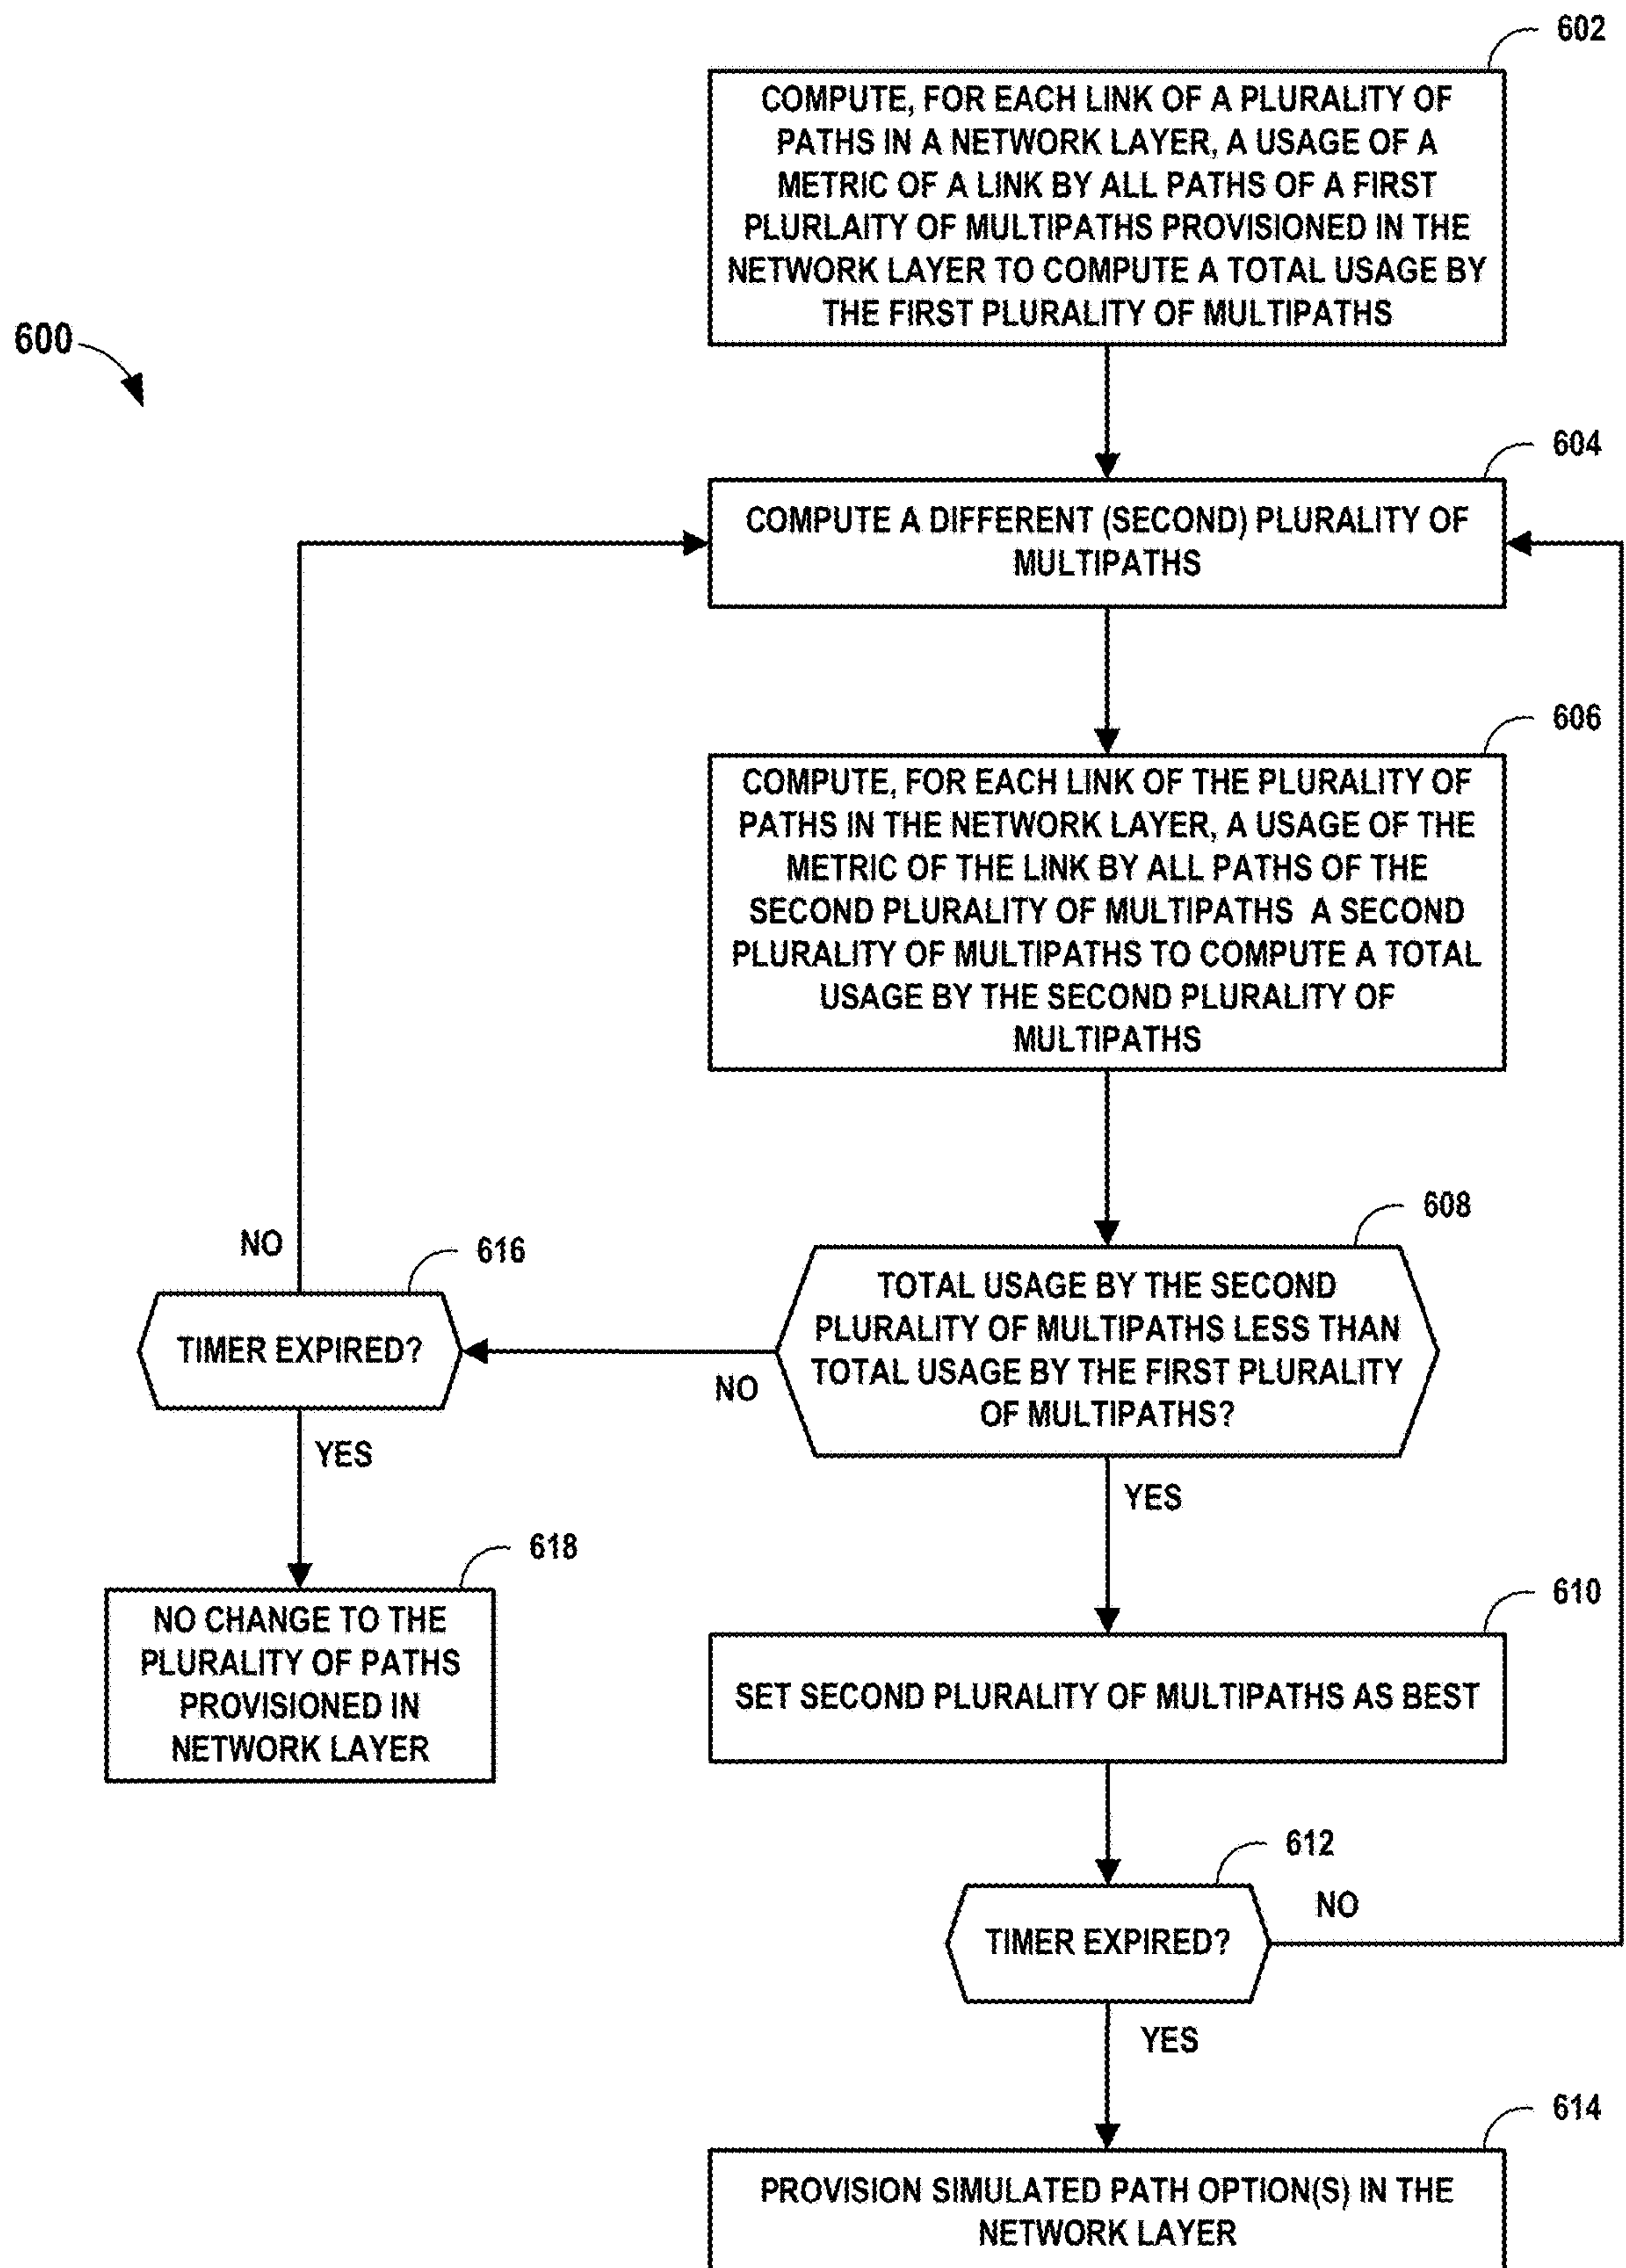 602
COMPUTE, FOR EACH LINK OF A PLURALITY OF
PATHS IN A NETWORK LAYER, A USAGE OF A
METRIC OF A LINK BY ALL PATHS OF A FIRST
PLURLAITY OF MULTIPATHS PROVISIONED IN THE
NETWORK LAYER TO COMPUTE A TOTAL USAGE BY
THE FIRST PLURALITY OF MULTIPATHS
600
604
COMPUTE A DIFFERENT (SECOND) PLURALITY OF
MULTIPATHS
606
COMPUTE, FOR EACH LINK OF THE PLURALITY OF
PATHS IN THE NETWORK LAYER, A USAGE OF THE
METRIC OF THE LINK BY ALL PATHS OF THE
SECOND PLURALITY OF MULTIPATHS A SECOND
PLURALITY OF MULTIPATHS TO COMPUTE A TOTAL
USAGE BY THE SECOND PLURALITY OF
MULTIPATHS
608
TOTAL USAGE BY THE SECOND
PLURALITY OF MULTIPATHS LESS THAN
TOTAL USAGE BY THE FIRST PLURALITY
OF MULTIPATHS?
NO
616
TIMER EXPIRED?
NO
YES
618
NO CHANGE TO THE
PLURALITY OF PATHS
PROVISIONED IN
NETWORK LAYER
YES
610
SET SECOND PLURALITY OF MULTIPATHS AS BEST
612
TIMER EXPIRED?
NO
YES
614
PROVISION SIMULATED PATH OPTION(S) IN THE
NETWORK LAYER